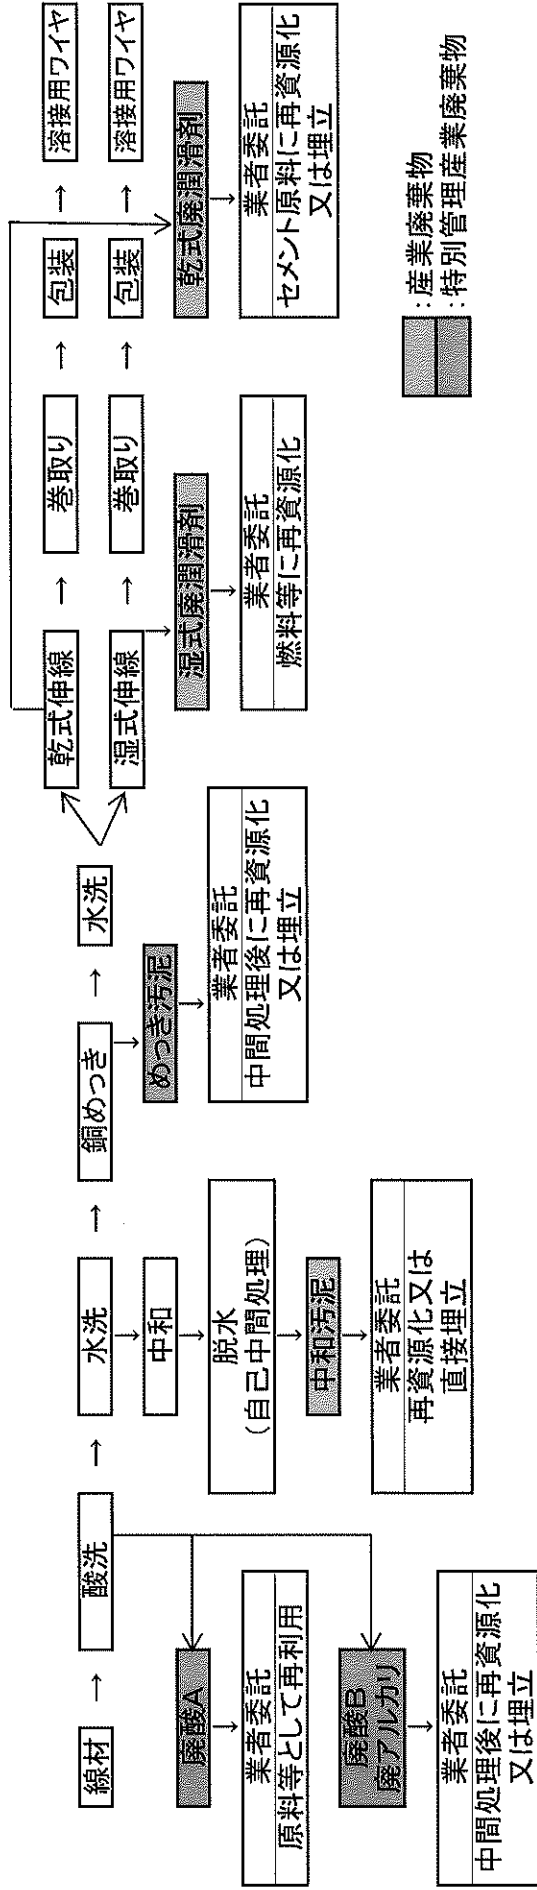 線材 → 酸洗 → 水洗 → 銅めっき → 水洗
乾式伸線 → 巻取り → 包装 → 溶接用ワイヤ
湿式伸線 → 巻取り → 包装 → 溶接用ワイヤ
廃酸A
業者委託
原料等として再利用
廃酸B
廃アルカリ
業者委託
中間処理後に再資源化
又は埋立
中和
脱水
(自己中間処理)
中和汚泥
業者委託
再資源化又は
直接埋立
めっき汚泥
業者委託
中間処理後に再資源化
又は埋立
湿式廃潤滑剤
業者委託
燃料等に再資源化
乾式廃潤滑剤
業者委託
セメント原料に再資源化
又は埋立
:産業廃棄物
:特別管理産業廃棄物